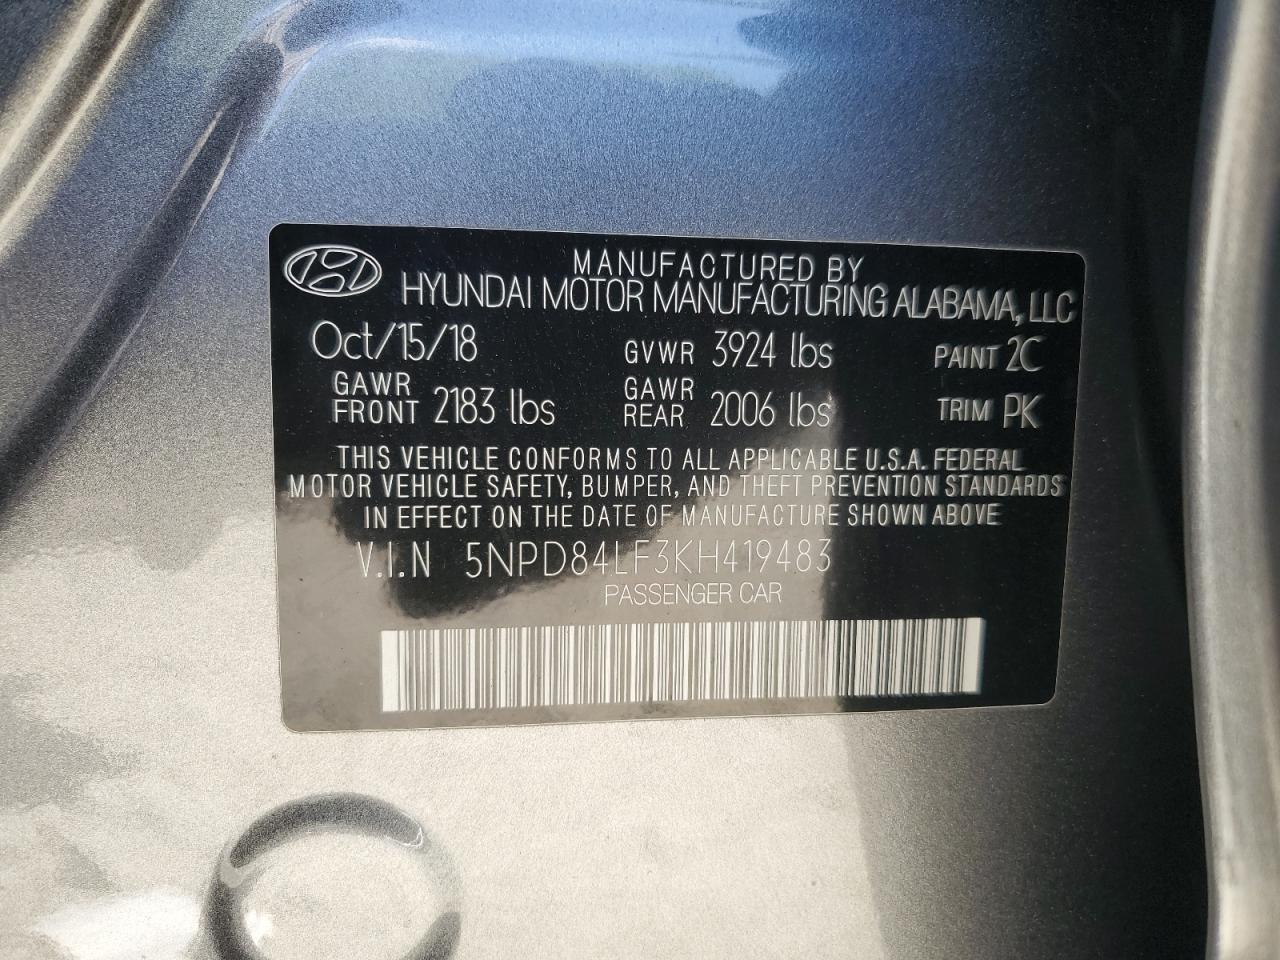 MANUFACTURED BY
HYUNDAI MOTOR MANUFACTURING ALABAMA, LLC
Oct/15/18 GVWR 3924 lbs PAINT 2C
GAWR FRONT 2183 lbs GAWR REAR 2006 lbs TRIM PK
THIS VEHICLE CONFORMS TO ALL APPLICABLE U.S.A. FEDERAL
MOTOR VEHICLE SAFETY, BUMPER, AND THEFT PREVENTION STANDARDS
IN EFFECT ON THE DATE OF MANUFACTURE SHOWN ABOVE
V.I.N 5NPD84LF3KH419483
PASSENGER CAR